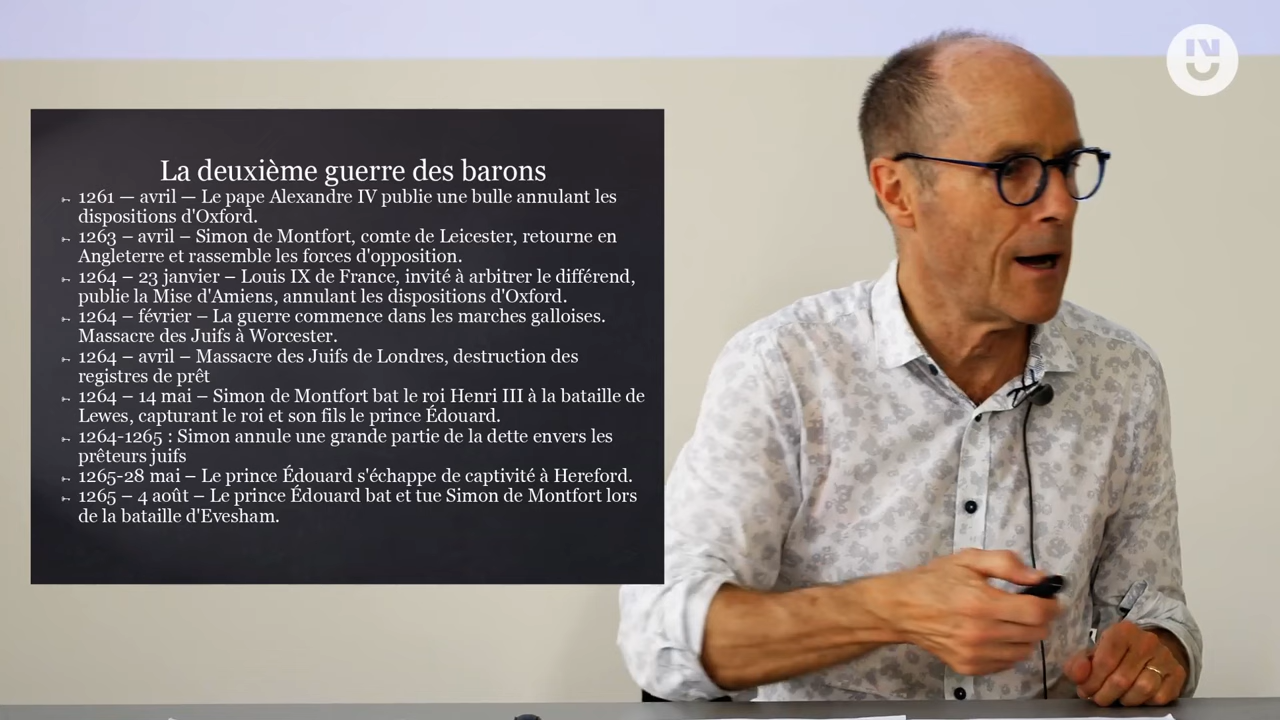 La deuxième guerre des barons
1261 — avril — Le pape Alexandre IV publie une bulle annulant les
dispositions d'Oxford.
1263 – avril – Simon de Montfort, comte de Leicester, retourne en
Angleterre et rassemble les forces d'opposition.
1264 – 23 janvier – Louis IX de France, invité à arbitrer le différend,
publie la Mise d'Amiens, annulant les dispositions d'Oxford.
1264 – février – La guerre commence dans les marches galloises.
Massacre des Juifs à Worcester.
1264 – avril – Massacre des Juifs de Londres, destruction des
registres de prêt
1264 – 14 mai – Simon de Montfort bat le roi Henri III à la bataille de
Lewes, capturant le roi et son fils le prince Édouard.
1264-1265 : Simon annule une grande partie de la dette envers les
prêteurs juifs
1265-28 mai – Le prince Édouard s'échappe de captivité à Hereford.
1265 – 4 août – Le prince Édouard bat et tue Simon de Montfort lors
de la bataille d'Evesham.
IN
U